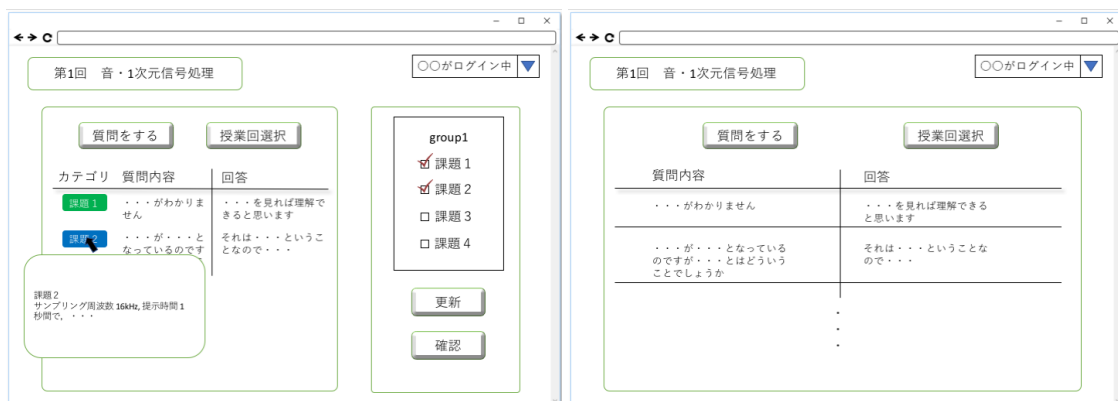 第1回 音・1次元信号処理
〇〇がログイン中
質問をする
授業回選択
カテゴリ 質問内容 回答
課題1
・・・がわかりま
せん
・・・を見れば理解で
きると思います
課題2
・・・が・・・と
なっているのです
それは・・・というこ
となので・・・
課題2
サンプリング周波数 16kHz, 提示時間 1
秒間で, ・・・
group1
課題1
課題2
課題3
課題4
更新
確認
第1回 音・1次元信号処理
〇〇がログイン中
質問をする
授業回選択
質問内容 回答
・・・がわかりません
・・・を見れば理解できる
と思います
・・・が・・・となっている
のですが・・・とはどういう
ことでしょうか
それは・・・ということな
ので・・・
・
・
・